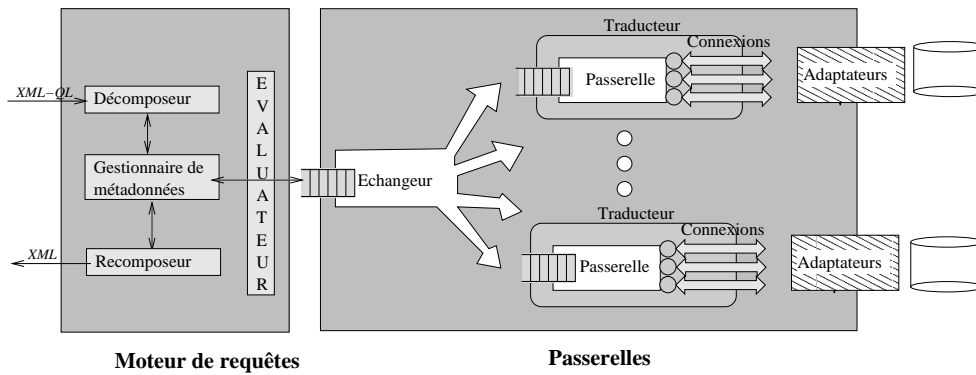 XML-QL
Décomposeur
Gestionnaire de
métadonnées
XML
Recomposeur
EVALUATEUR
Echangeur
Traducteur
Connexions
Passerelle
Adaptateurs
Traducteur
Connexions
Passerelle
Adaptateurs
Moteur de requêtes
Passerelles